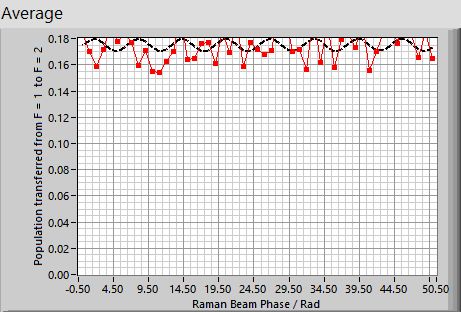 Average
Population transferred from F = 1 to F = 2
0.18
0.16
0.14
0.12
0.10
0.08
0.06
0.04
0.02
0.00
-0.50 4.50 9.50 14.50 19.50 24.50 29.50 34.50 39.50 44.50 50.50
Raman Beam Phase / Rad